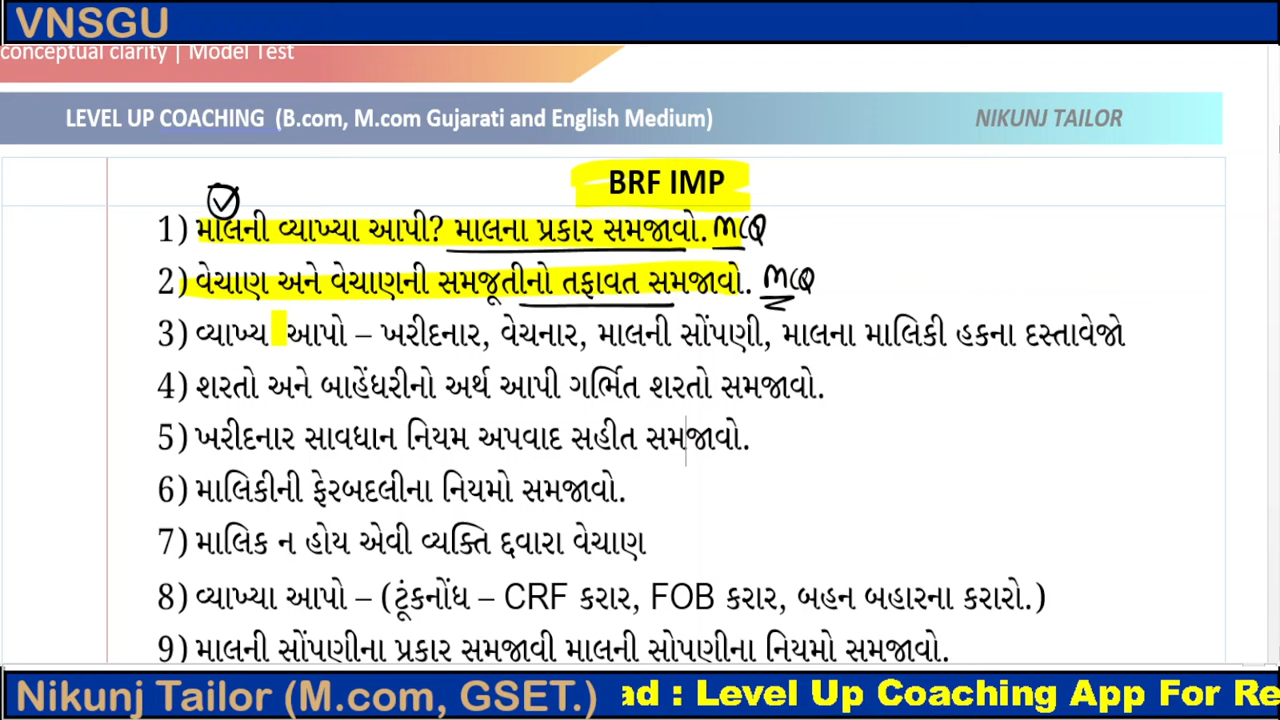 VNSGU
conceptual clarity | Model Test
LEVEL UP COACHING (B.com, M.com Gujarati and English Medium) NIKUNJ TAILOR
BRF IMP
1) માલની વ્યાખ્યા આપી? માલના પ્રકાર સમજાવો. MCQ
2) વેચાણ અને વેચાણની સમજૂતીનો તફાવત સમજાવો. MCQ
3) વ્યાખ્ય આપો – ખરીદનાર, વેચનાર, માલની સોંપણી, માલના માલિકી હકના દસ્તાવેજો
4) શરતો અને બાહેંધરીનો અર્થ આપી ગર્ભિત શરતો સમજાવો.
5) ખરીદનાર સાવધાન નિયમ અપવાદ સહીત સમજાવો.
6) માલિકીની ફેરબદલીના નિયમો સમજાવો.
7) માલિક ન હોય એવી વ્યક્તિ દ્દવારા વેચાણ
8) વ્યાખ્યા આપો – (ટૂંકનોંધ – CRF કરાર, FOB કરાર, બહન બહારના કરારો.)
9) માલની સોંપણીના પ્રકાર સમજાવી માલની સોપણીના નિયમો સમજાવો.
Nikunj Tailor (M.com, GSET.) ad : Level Up Coaching App For Re